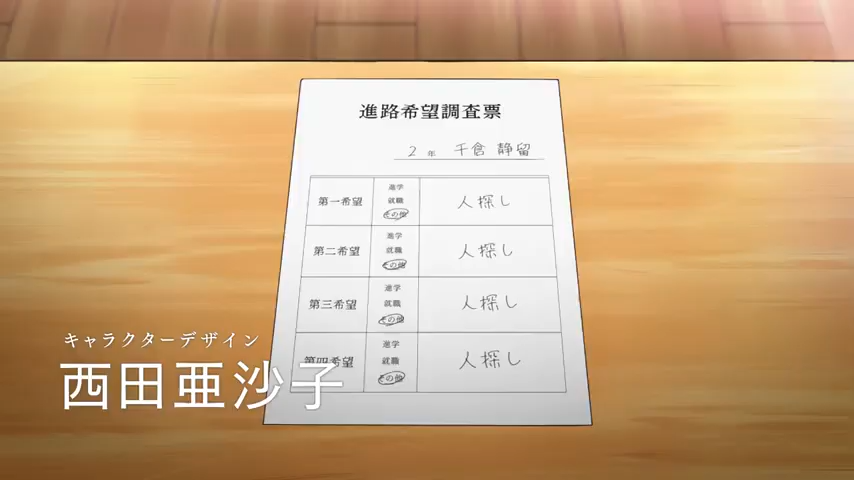 進路希望調査票
2年 千倉 静留
第一希望 進学 就職 その他 人探し
第二希望 進学 就職 その他 人探し
第三希望 進学 就職 その他 人探し
第四希望 進学 就職 その他 人探し
キャラクターデザイン
西田亜沙子